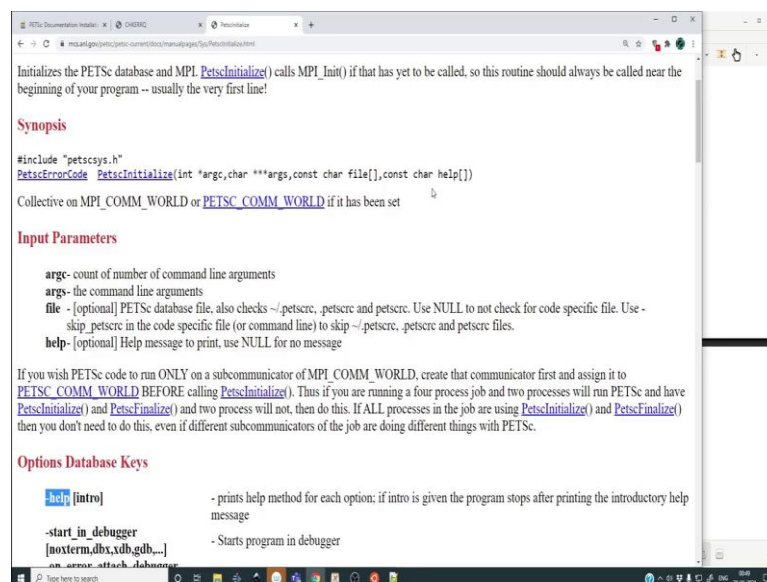 PETSc Documentation: Installati
CHKERRQ
PetscInitialize
mcs.anl.gov/petsc/petsc-current/docs/manualpages/Sys/PetscInitialize.html
Initializes the PETSc database and MPI. PetscInitialize() calls MPI_Init() if that has yet to be called, so this routine should always be called near the
beginning of your program -- usually the very first line!
Synopsis
#include "petscsys.h"
PetscErrorCode PetscInitialize(int *argc,char ***args,const char file[],const char help[])
Collective on MPI_COMM_WORLD or PETSC_COMM_WORLD if it has been set
Input Parameters
argc- count of number of command line arguments
args- the command line arguments
file - [optional] PETSc database file, also checks ~/.petscrc, .petscrc and petscrc. Use NULL to not check for code specific file. Use -
skip_petscrc in the code specific file (or command line) to skip ~/.petscrc, .petscrc and petscrc files.
help- [optional] Help message to print, use NULL for no message
If you wish PETSc code to run ONLY on a subcommunicator of MPI_COMM_WORLD, create that communicator first and assign it to
PETSC_COMM_WORLD BEFORE calling PetscInitialize(). Thus if you are running a four process job and two processes will run PETSc and have
PetscInitialize() and PetscFinalize() and two process will not, then do this. If ALL processes in the job are using PetscInitialize() and PetscFinalize()
then you don't need to do this, even if different subcommunicators of the job are doing different things with PETSc.
Options Database Keys
-help [intro] - prints help method for each option; if intro is given the program stops after printing the introductory help
message
-start_in_debugger
[noxterm,dbx,xdb,gdb,...] - Starts program in debugger
-on_error_attach_debugger
Type here to search
ENG